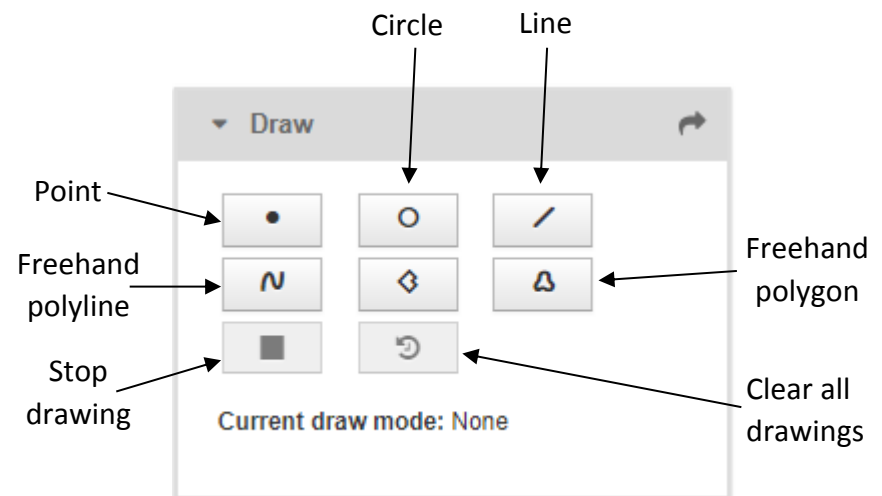 Circle
Line
Draw
Point
Freehand
polyline
Freehand
polygon
Stop
drawing
Clear all
drawings
Current draw mode: None